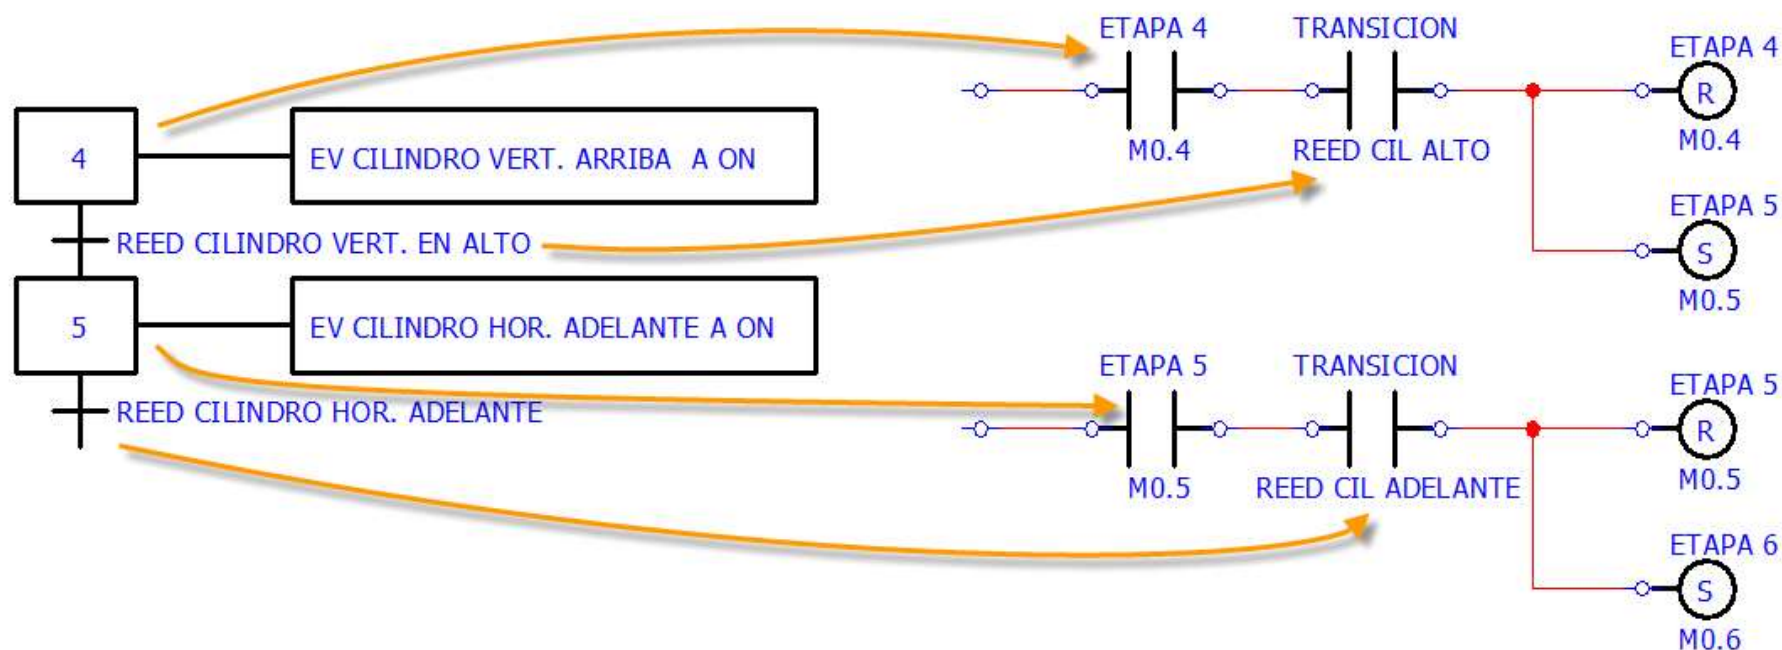 4
EV CILINDRO VERT. ARRIBA A ON
REED CILINDRO VERT. EN ALTO
5
EV CILINDRO HOR. ADELANTE A ON
REED CILINDRO HOR. ADELANTE
ETAPA 4
TRANSICION
ETAPA 4
R
M0.4
REED CIL ALTO
M0.4
ETAPA 5
S
M0.5
ETAPA 5
TRANSICION
ETAPA 5
R
M0.5
REED CIL ADELANTE
M0.5
ETAPA 6
S
M0.6